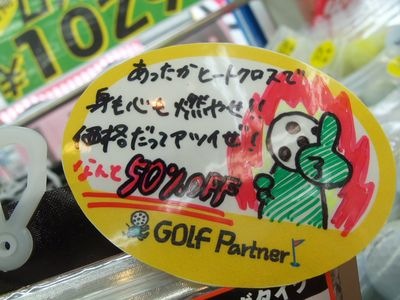 ¥102
あったかヒートクロスで
身も心も燃やせ!!
価格だってアツイぜ!
なんと50%OFF
GOLF Partner